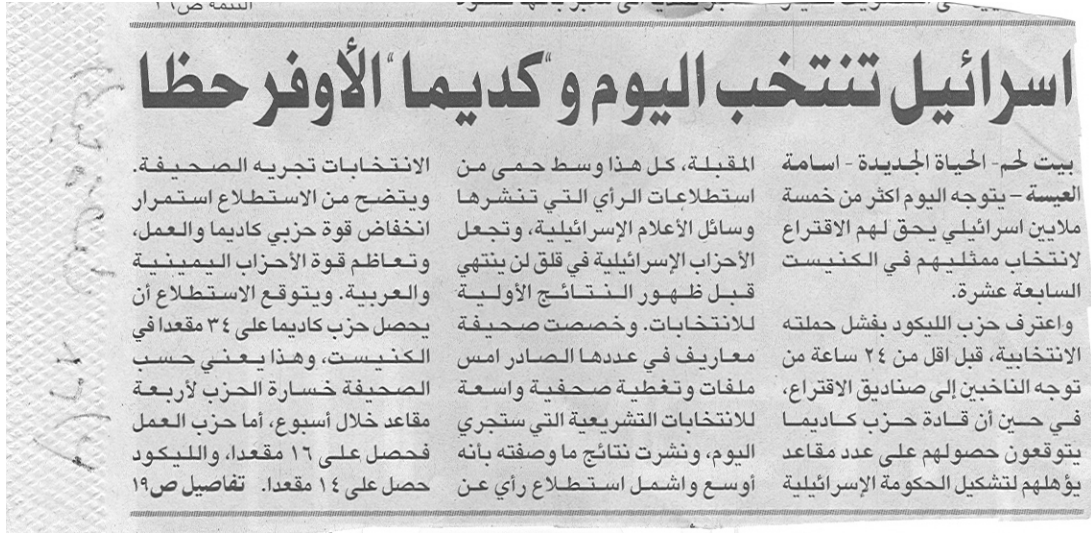 التتمة ص١٦
اسرائيل تنتخب اليوم و"كديما" الأوفر حظا
بيت لحم- الحياة الجديدة- اسامة
العيسة- يتوجه اليوم اكثر من خمسة
ملايين اسرائيلي يحق لهم الاقتراع
لانتخاب ممثليهم في الكنيست
السابعة عشرة.
واعترف حزب الليكود بفشل حملته
الانتخابية، قبل اقل من ٢٤ ساعة من
توجه الناخبين إلى صناديق الاقتراع،
في حين أن قادة حزب كاديما
يتوقعون حصولهم على عدد مقاعد
يؤهلهم لتشكيل الحكومة الإسرائيلية
المقبلة، كل هذا وسط حمى من
استطلاعات الرأي التي تنشرها
وسائل الأعلام الإسرائيلية، وتجعل
الأحزاب الإسرائيلية في قلق لن ينتهي
قبل ظهور النتائج الأولية
للانتخابات. وخصصت صحيفة
معاريف في عددها الصادر امس
ملفات وتغطية صحفية واسعة
للانتخابات التشريعية التي ستجري
اليوم، ونشرت نتائج ما وصفته بأنه
أوسع واشمل استطلاع رأي عن
الانتخابات تجريه الصحيفة.
ويتضح من الاستطلاع استمرار
انخفاض قوة حزبي كاديما والعمل،
وتعاظم قوة الأحزاب اليمينية
والعربية. ويتوقع الاستطلاع أن
يحصل حزب كاديما على ٣٤ مقعدا في
الكنيست، وهذا يعني حسب
الصحيفة خسارة الحزب لأربعة
مقاعد خلال أسبوع، أما حزب العمل
فحصل على ١٦ مقعدا، والليكود
حصل على ١٤ مقعدا. تفاصيل ص١٩